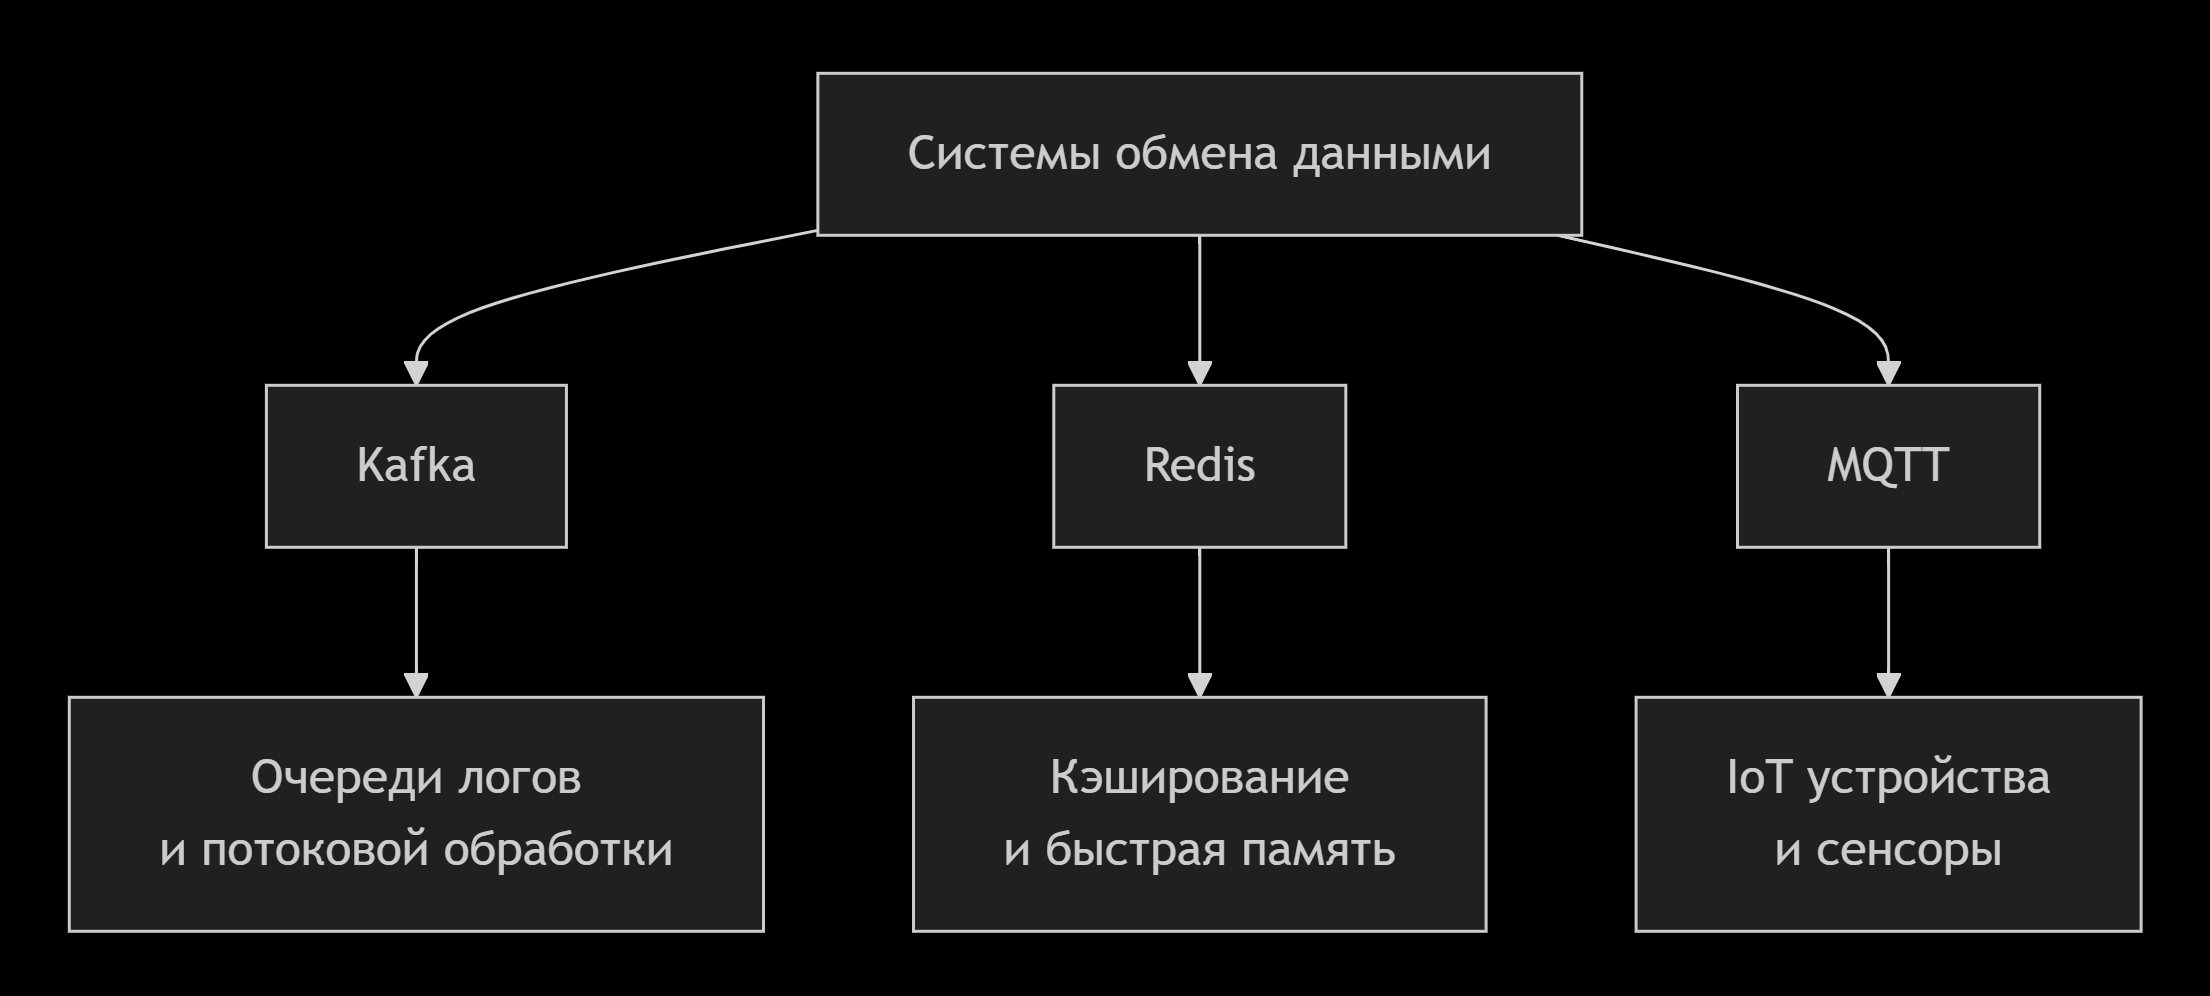 Системы обмена данными
Kafka
Redis
MQTT
Очереди логов
и потоковой обработки
Кэширование
и быстрая память
IoT устройства
и сенсоры